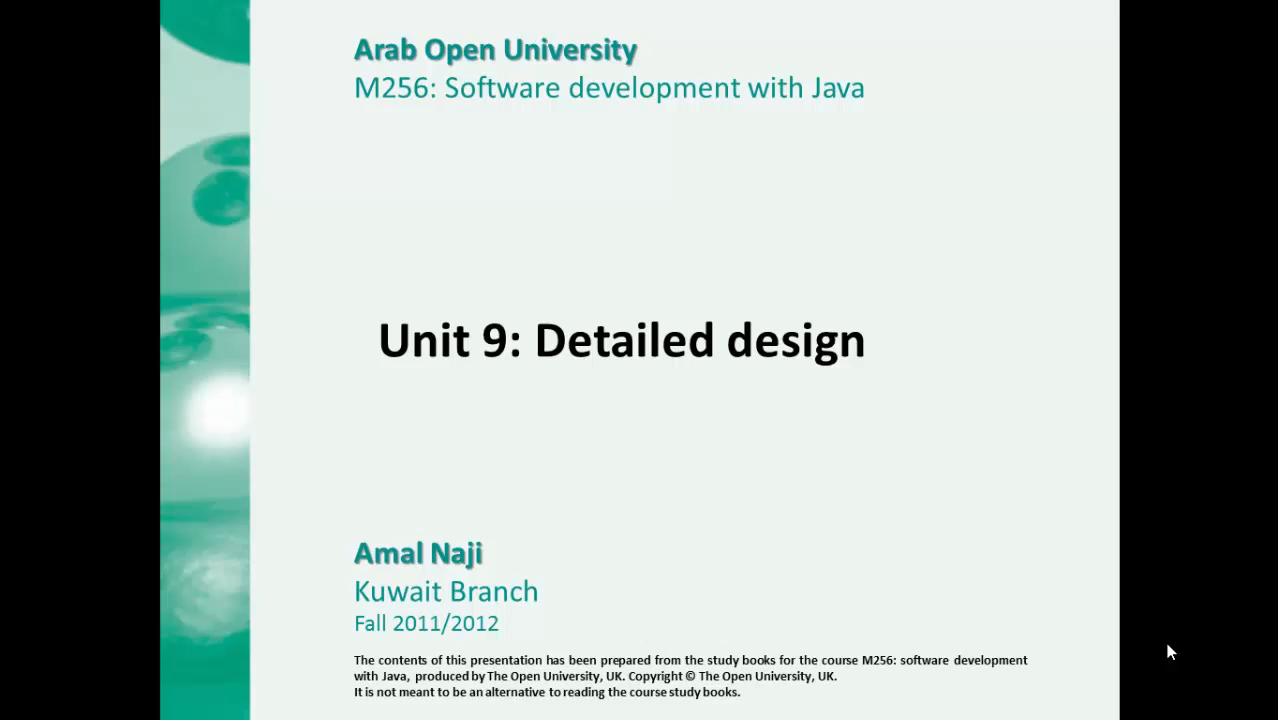 Arab Open University
M256: Software development with Java
Unit 9: Detailed design
Amal Naji
Kuwait Branch
Fall 2011/2012
The contents of this presentation has been prepared from the study books for the course M256: software development
with Java, produced by The Open University, UK. Copyright © The Open University, UK.
It is not meant to be an alternative to reading the course study books.